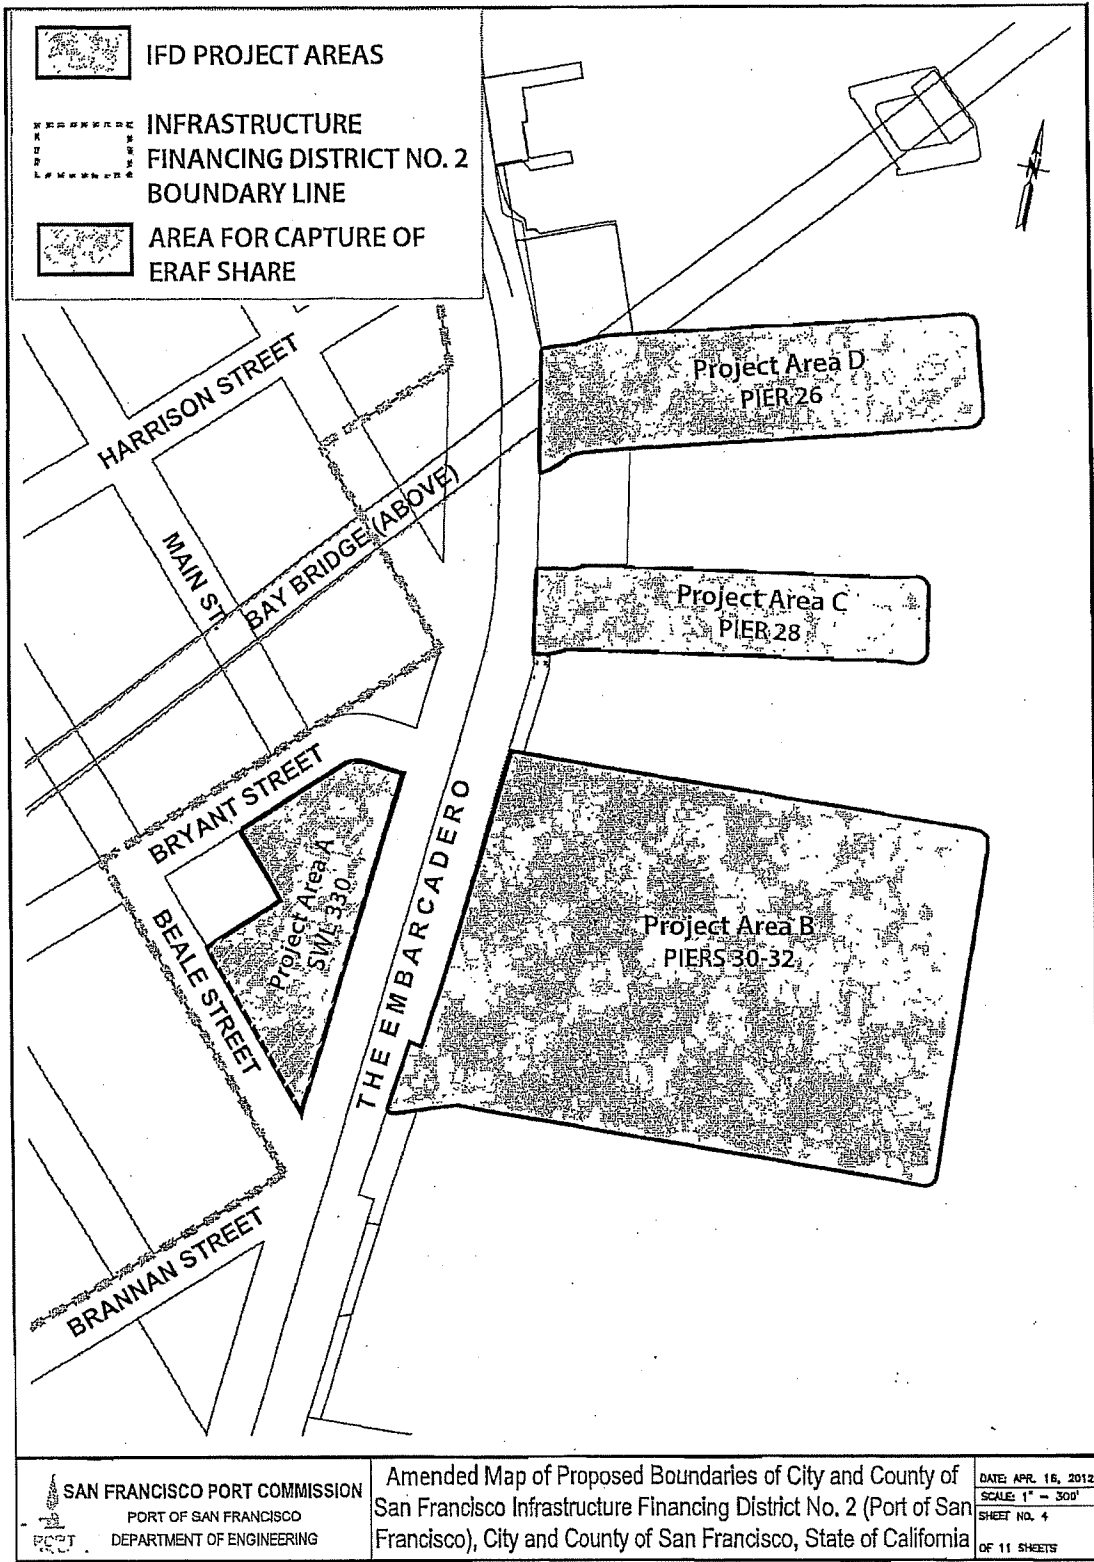 IFD PROJECT AREAS
INFRASTRUCTURE
FINANCING DISTRICT NO. 2
BOUNDARY LINE
AREA FOR CAPTURE OF
ERAF SHARE
N
HARRISON STREET
MAIN ST.
BAY BRIDGE (ABOVE)
Project Area D
PIER 26
Project Area C
PIER 28
BRYANT STREET
Project Area A
SWL 330
THE EMBARCADERO
Project Area B
PIERS 30-32
BEALE STREET
BRANNAN STREET
PORT
SAN FRANCISCO PORT COMMISSION
PORT OF SAN FRANCISCO
DEPARTMENT OF ENGINEERING
Amended Map of Proposed Boundaries of City and County of
San Francisco Infrastructure Financing District No. 2 (Port of San
Francisco), City and County of San Francisco, State of California
DATE: APR. 16, 2012
SCALE: 1" = 300'
SHEET NO. 4
OF 11 SHEETS